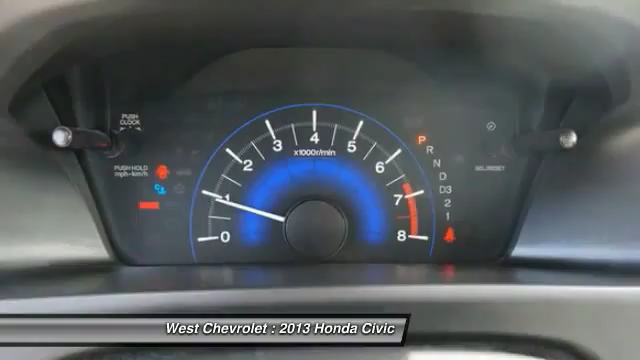 PUSH
CLOCK
PUSH HOLD
mph•km/h
0
1
2
3
4
5
6
7
8
x1000r/min
P
R
N
D
D3
2
1
SEL/RESET
West Chevrolet : 2013 Honda Civic